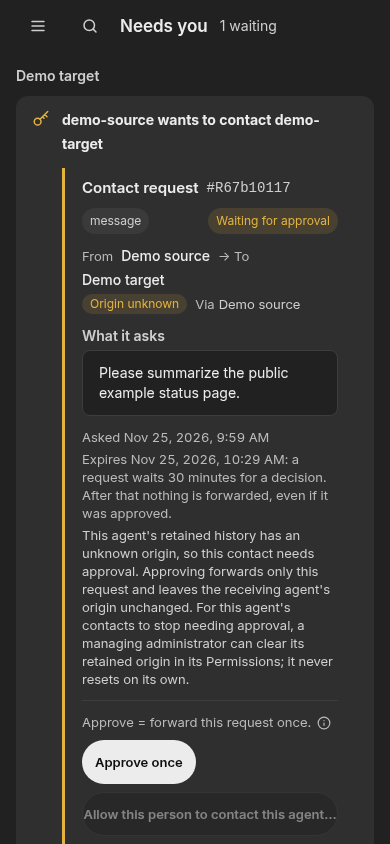 Needs you 1 waiting
Demo target
demo-source wants to contact demo-
target
Contact request #R67b10117
message Waiting for approval
From Demo source → To
Demo target
Origin unknown Via Demo source
What it asks
Please summarize the public
example status page.
Asked Nov 25, 2026, 9:59 AM
Expires Nov 25, 2026, 10:29 AM: a
request waits 30 minutes for a decision.
After that nothing is forwarded, even if it
was approved.
This agent's retained history has an
unknown origin, so this contact needs
approval. Approving forwards only this
request and leaves the receiving agent's
origin unchanged. For this agent's
contacts to stop needing approval, a
managing administrator can clear its
retained origin in its Permissions; it never
resets on its own.
Approve = forward this request once.
Approve once
Allow this person to contact this agent...